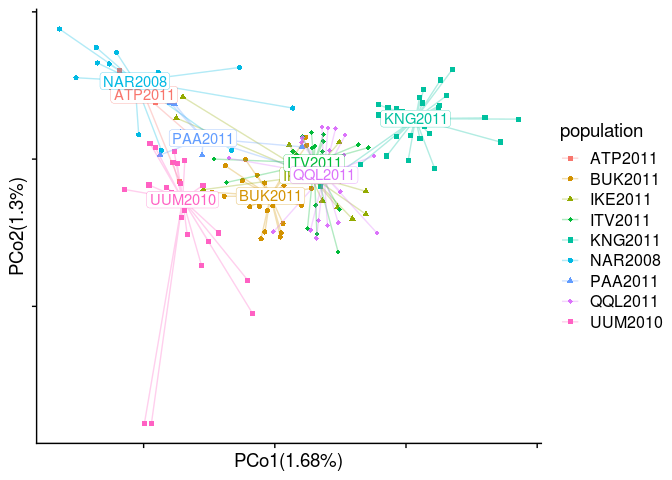 NAR2008
ATP2011
KNG2011
PAA2011
ITV2011
QQL2011
BUK2011
UUM2010
PCo2(1.3%)
PCo1(1.68%)
population
ATP2011
BUK2011
IKE2011
ITV2011
KNG2011
NAR2008
PAA2011
QQL2011
UUM2010